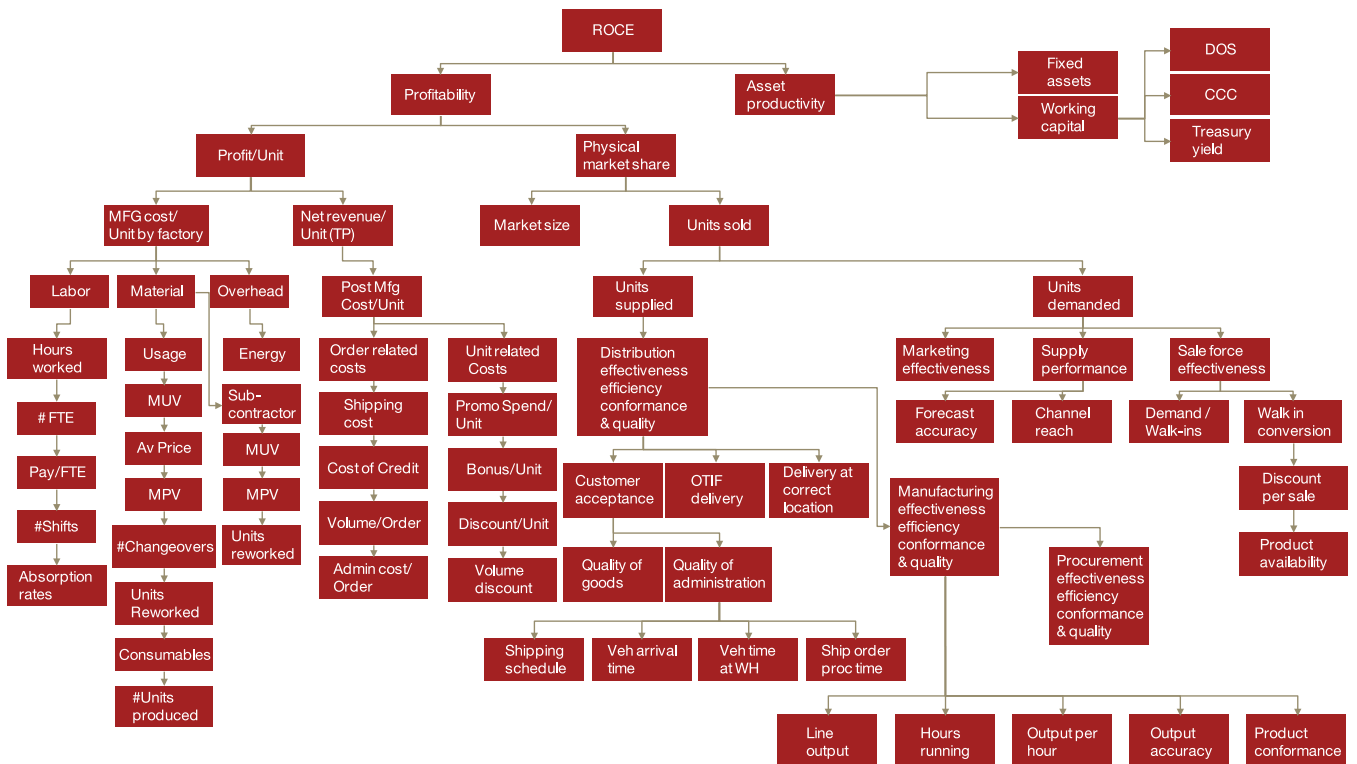 ROCE
Profitability
Asset
productivity
Fixed
assets
Working
capital
DOS
CCC
Treasury
yield
Profit/Unit
Physical
market share
MFG cost/
Unit by factory
Net revenue/
Unit (TP)
Market size
Units sold
Labor
Material
Overhead
Post Mfg
Cost/Unit
Units
supplied
Units
demanded
Hours
worked
# FTE
Pay/FTE
#Shifts
Absorption
rates
Usage
MUV
Av Price
MPV
#Changeovers
Units
Reworked
Consumables
#Units
produced
Energy
Sub-
contractor
MUV
MPV
Units
reworked
Order related
costs
Shipping
cost
Cost of Credit
Volume/Order
Admin cost/
Order
Unit related
Costs
Promo Spend/
Unit
Bonus/Unit
Discount/Unit
Volume
discount
Distribution
effectiveness
efficiency
conformance
& quality
Customer
acceptance
OTIF
delivery
Delivery at
correct
location
Quality of
goods
Quality of
administration
Shipping
schedule
Veh arrival
time
Veh time
at WH
Ship order
proc time
Marketing
effectiveness
Supply
performance
Sale force
effectiveness
Forecast
accuracy
Channel
reach
Demand /
Walk-ins
Walk in
conversion
Discount
per sale
Product
availability
Manufacturing
effectiveness
efficiency
conformance
& quality
Procurement
effectiveness
efficiency
conformance
& quality
Line
output
Hours
running
Output per
hour
Output
accuracy
Product
conformance